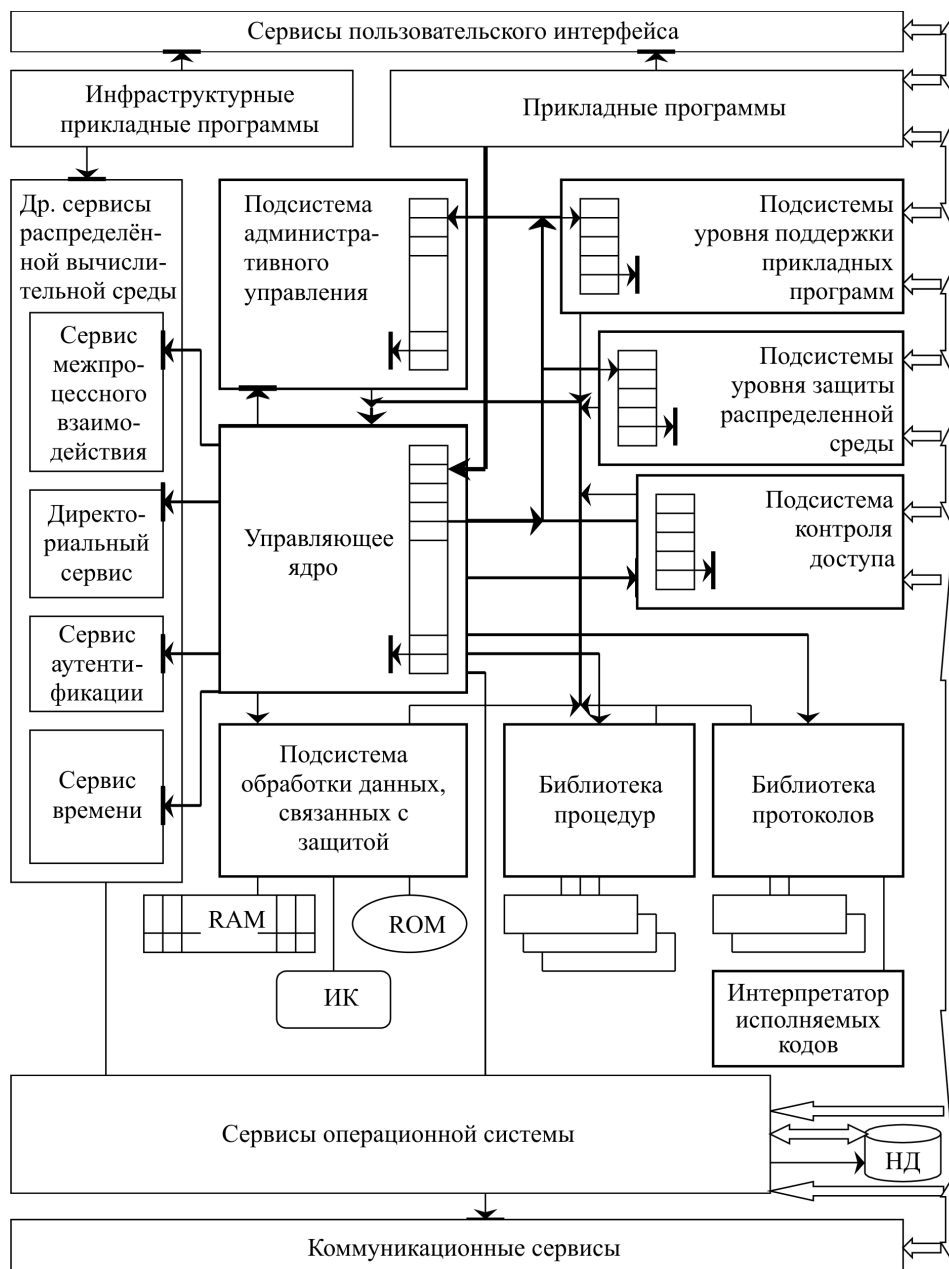 Сервисы пользовательского интерфейса
Инфраструктурные
прикладные программы
Прикладные программы
Др. сервисы
распределён-
ной вычисли-
тельной среды
Подсистема
административ-
тивного
управления
Подсистемы
уровня поддержки
прикладных
программ
Сервис
межпро-
цессного
взаимо-
действия
Подсистемы
уровня защиты
распределенной
среды
Директо-
риальный
сервис
Управляющее
ядро
Подсистема
контроля
доступа
Сервис
аутенти-
фикации
Сервис
времени
Подсистема
обработки данных,
связанных с
защитой
Библиотека
процедур
Библиотека
протоколов
RAM
ROM
ИК
Интерпретатор
исполняемых
кодов
Сервисы операционной системы
НД
Коммуникационные сервисы